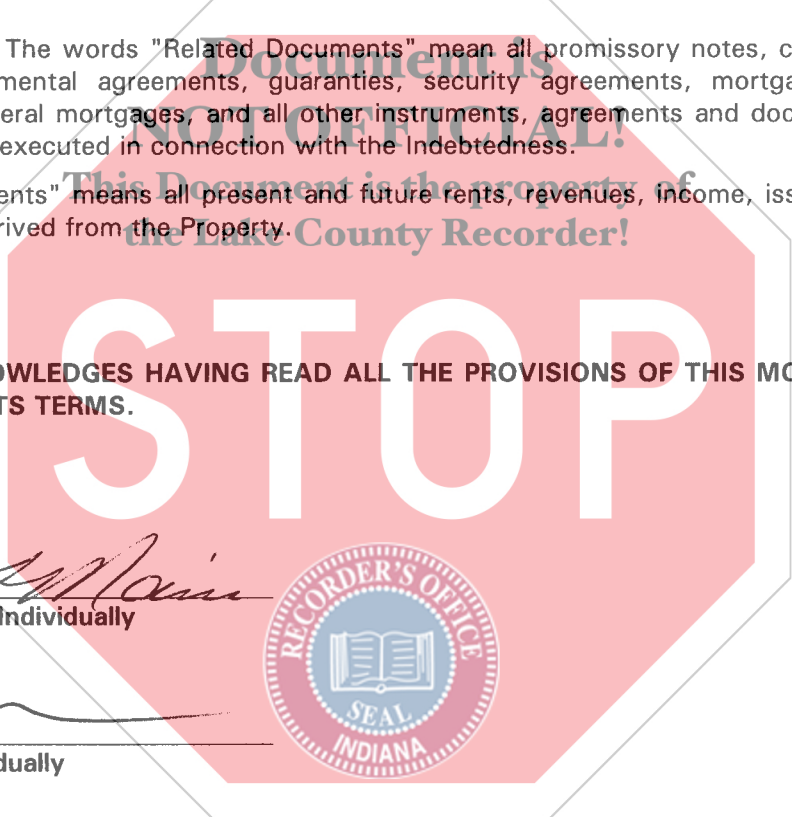 The words "Related Documents" mean all promissory notes, c
mental agreements, guaranties, security agreements, mortga
eral mortgages, and all other instruments, agreements and doc
executed in connection with the Indebtedness.
ents" means all present and future rents, revenues, income, iss
rived from the Property.
Document is
NOT OFFICIAL!
This Document is the property of
the Lake County Recorder!
OWLEDGES HAVING READ ALL THE PROVISIONS OF THIS MO
TS TERMS.
STOP
Individually
dually
RECORDER'S OFFICE
SEAL
INDIANA